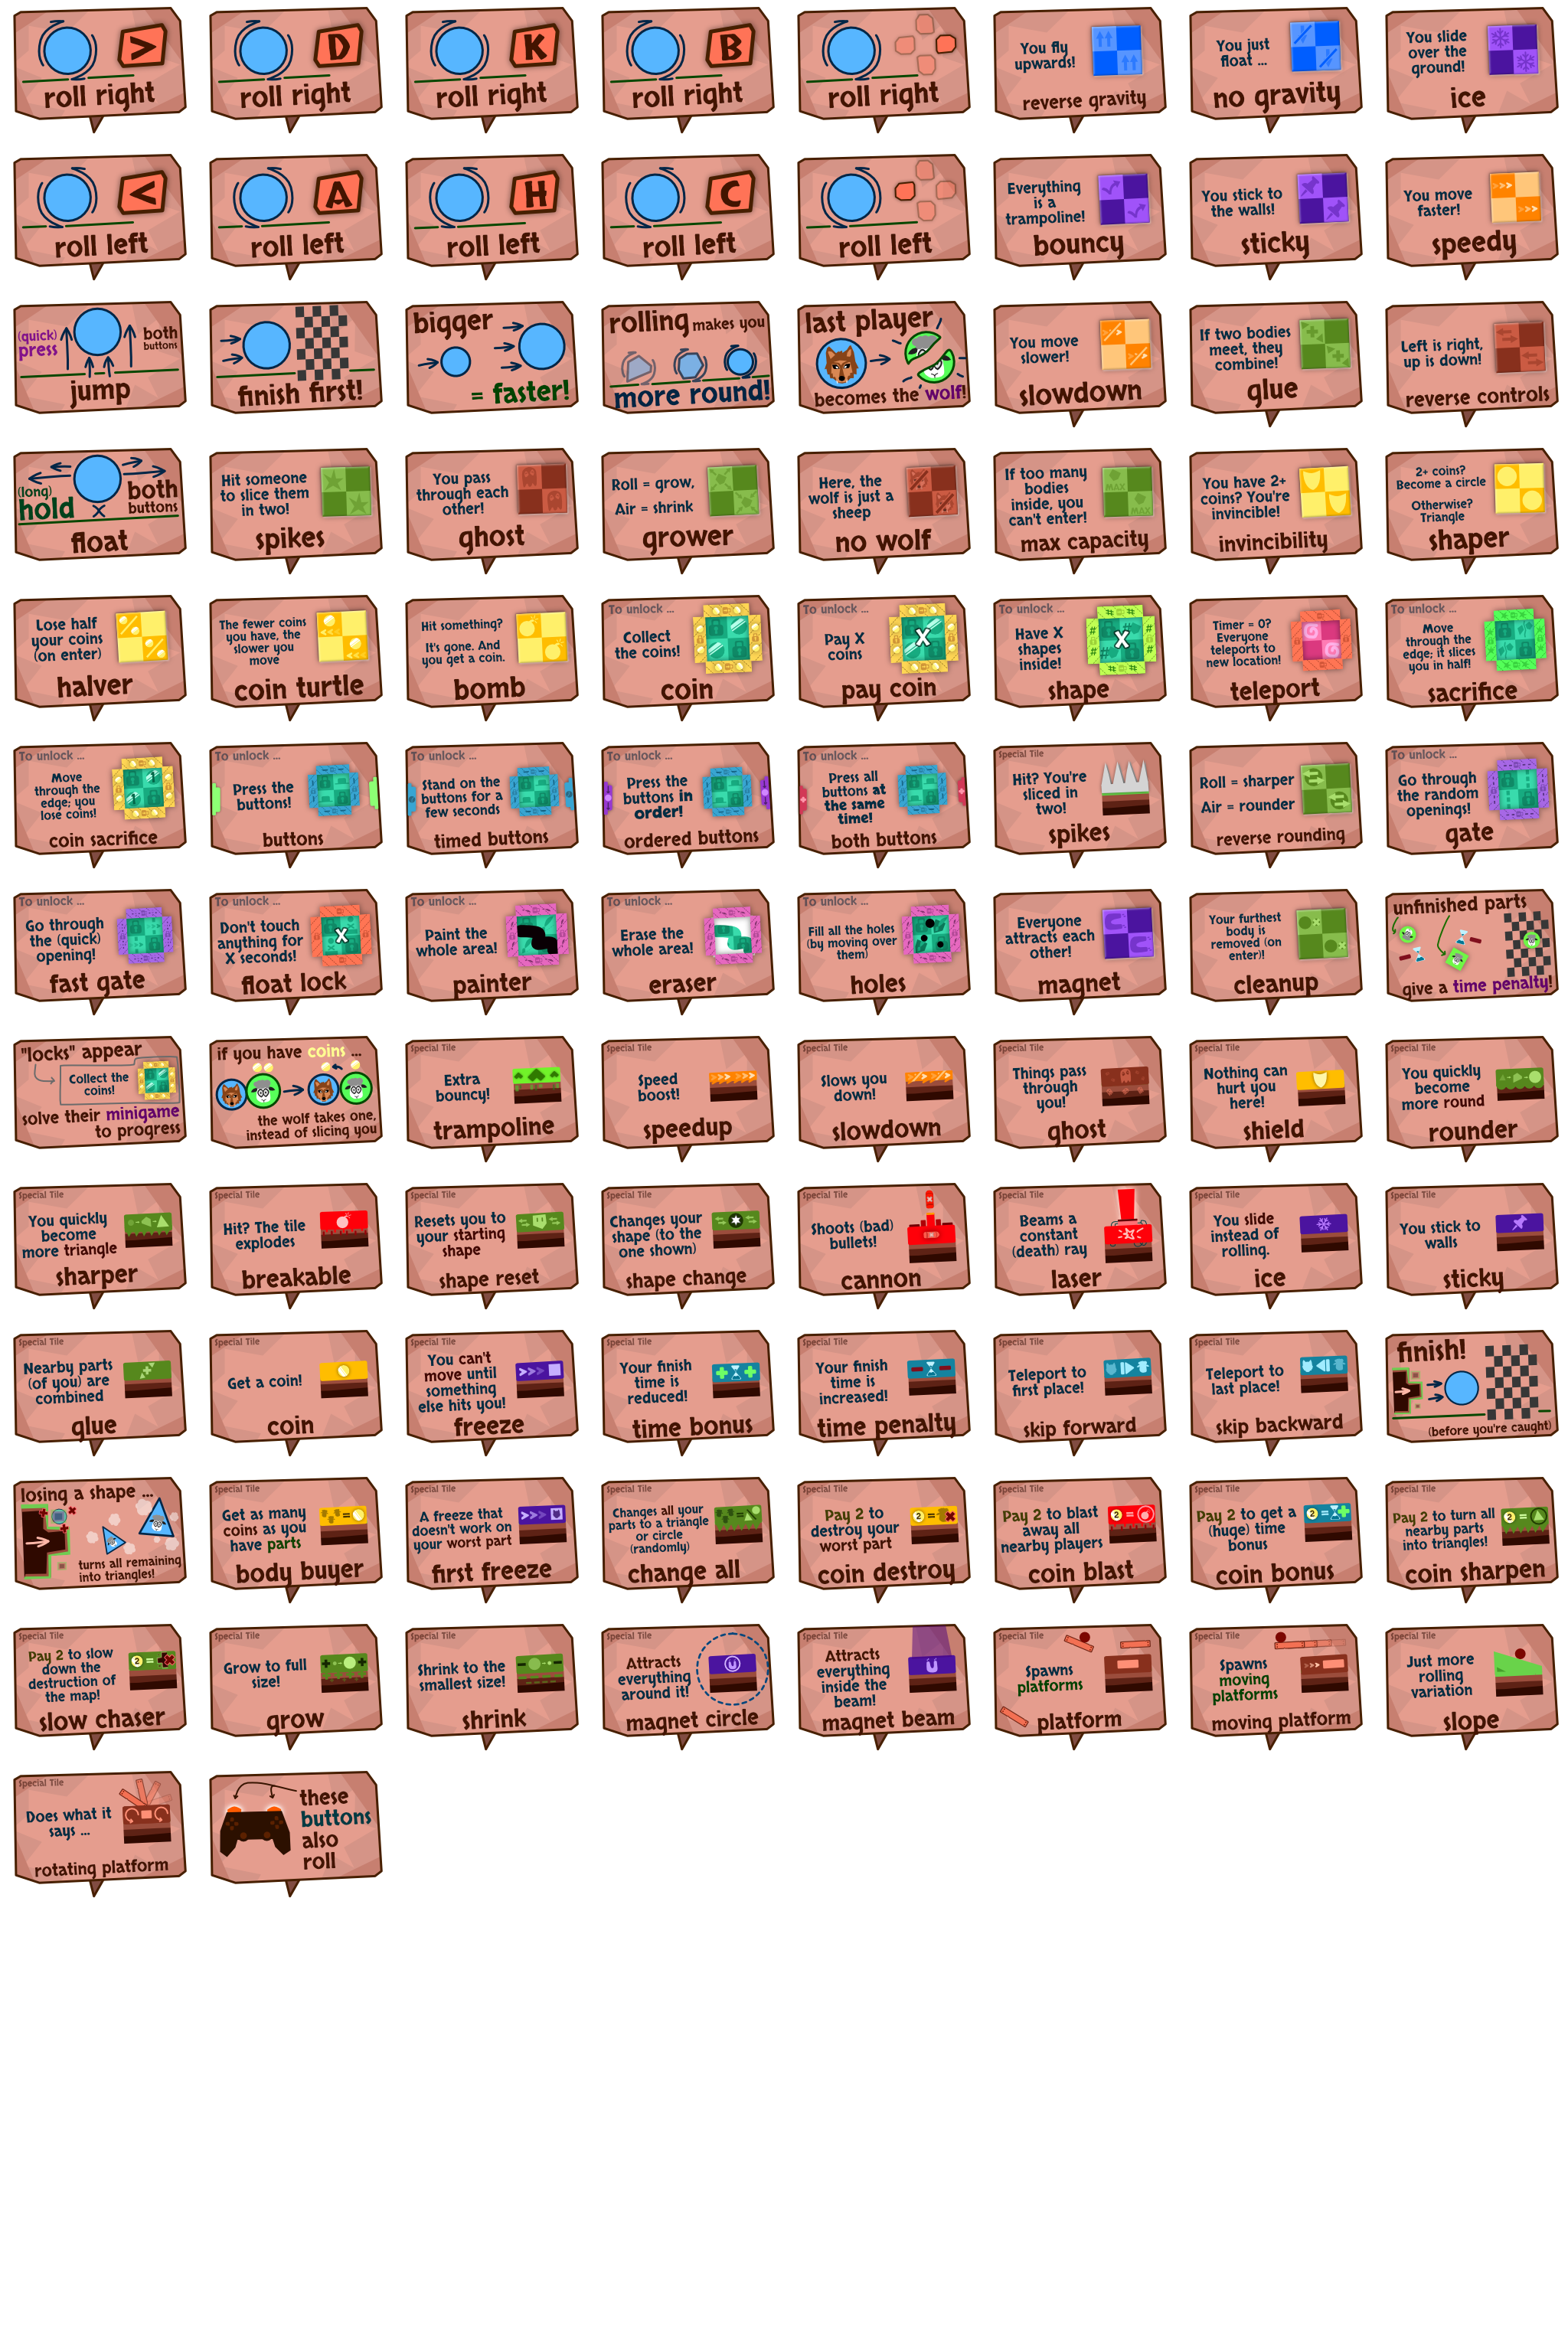 >
roll right
D
roll right
K
roll right
B
roll right
roll right
You fly
upwards!
reverse gravity
You just
float ...
no gravity
You slide
over the
ground!
ice
<
roll left
A
roll left
H
roll left
C
roll left
roll left
Everything
is a
trampoline!
bouncy
You stick to
the walls!
sticky
You move
faster!
speedy
(quick)
press
both
buttons
jump
finish first!
bigger
= faster!
rolling makes you
more round!
last player
becomes the wolf!
You move
slower!
slowdown
If two bodies
meet, they
combine!
glue
Left is right,
up is down!
reverse controls
(long)
hold
both
buttons
float
Hit someone
to slice them
in two!
spikes
You pass
through each
other!
ghost
Roll = grow,
Air = shrink
grower
Here, the
wolf is just a
sheep
no wolf
If too many
bodies
inside, you
can't enter!
MAX
MAX
max capacity
You have 2+
coins? You're
invincible!
invincibility
2+ coins?
Become a circle
Otherwise?
Triangle
shaper
Lose half
your coins
(on enter)
halver
The fewer coins
you have, the
slower you
move
coin turtle
Hit something?
It's gone. And
you get a coin.
bomb
To unlock ...
Collect
the coins!
coin
To unlock ...
Pay X
coins
X
pay coin
To unlock ...
Have X
shapes
inside!
X
shape
Timer = 0?
Everyone
teleports to
new location!
teleport
To unlock ...
Move
through the
edge; it slices
you in half!
sacrifice
To unlock ...
Move
through the
edge; you
lose coins!
coin sacrifice
To unlock ...
Press the
buttons!
buttons
To unlock ...
Stand on the
buttons for a
few seconds
timed buttons
To unlock ...
Press the
buttons in
order!
ordered buttons
To unlock ...
Press all
buttons at
the same
time!
both buttons
Special Tile
Hit? You're
sliced in
two!
spikes
Roll = sharper
Air = rounder
reverse rounding
To unlock ...
Go through
the random
openings!
gate
To unlock ...
Go through
the (quick)
opening!
fast gate
To unlock ...
Don't touch
anything for
X seconds!
X
float lock
To unlock ...
Paint the
whole area!
painter
To unlock ...
Erase the
whole area!
eraser
To unlock ...
Fill all the holes
(by moving over
them)
holes
Everyone
attracts each
other!
magnet
Your furthest
body is
removed (on
enter)!
cleanup
unfinished parts
give a time penalty!
"locks" appear
Collect the
coins!
solve their minigame
to progress
if you have coins ...
the wolf takes one,
instead of slicing you
Special Tile
Extra
bouncy!
trampoline
Special Tile
Speed
boost!
speedup
Special Tile
Slows you
down!
slowdown
Special Tile
Things pass
through
you!
ghost
Special Tile
Nothing can
hurt you
here!
shield
Special Tile
You quickly
become
more round
rounder
Special Tile
You quickly
become
more triangle
sharper
Special Tile
Hit? The tile
explodes
breakable
Special Tile
Resets you to
your starting
shape
shape reset
Special Tile
Changes your
shape (to the
one shown)
shape change
Special Tile
Shoots (bad)
bullets!
cannon
Special Tile
Beams a
constant
(death) ray
laser
Special Tile
You slide
instead of
rolling.
ice
Special Tile
You stick to
walls
sticky
Special Tile
Nearby parts
(of you) are
combined
glue
Special Tile
Get a coin!
coin
Special Tile
You can't
move until
something
else hits you!
freeze
Special Tile
Your finish
time is
reduced!
time bonus
Special Tile
Your finish
time is
increased!
time penalty
Special Tile
Teleport to
first place!
skip forward
Special Tile
Teleport to
last place!
skip backward
finish!
(before you're caught)
losing a shape ...
turns all remaining
into triangles!
Special Tile
Get as many
coins as you
have parts
body buyer
Special Tile
A freeze that
doesn't work on
your worst part
first freeze
Special Tile
Changes all your
parts to a triangle
or circle
(randomly)
change all
Special Tile
Pay 2 to
destroy your
worst part
2 =
coin destroy
Special Tile
Pay 2 to blast
away all
nearby players
2 =
coin blast
Special Tile
Pay 2 to get a
(huge) time
bonus
2 =
coin bonus
Special Tile
Pay 2 to turn all
nearby parts
into triangles!
2 =
coin sharpen
Special Tile
Pay 2 to slow
down the
destruction of
the map!
2 =
slow chaser
Special Tile
Grow to full
size!
grow
Special Tile
Shrink to the
smallest size!
shrink
Special Tile
Attracts
everything
around it!
magnet circle
Special Tile
Attracts
everything
inside the
beam!
magnet beam
Special Tile
Spawns
platforms
platform
Special Tile
Spawns
moving
platforms
moving platform
Special Tile
Just more
rolling
variation
slope
Special Tile
Does what it
says ...
rotating platform
these
buttons
also
roll